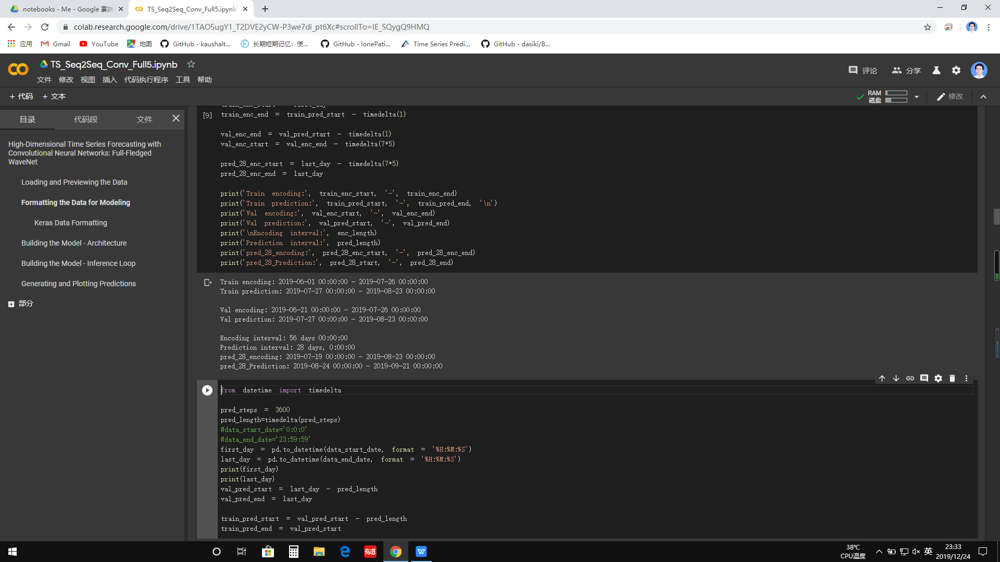 notebooks - Me - Google 雲端
TS_Seq2Seq_Conv_Full5.ipynb
colab.research.google.com/drive/1TAO5ugY1_T2DVE2yCW-P3we7di_pt6Xc#scrollTo=IE_SQygQ9HMQ
应用
Gmail
YouTube
地图
GitHub - kaushalt...
长期短期记忆：使...
GitHub - lonePati...
Time Series Predi...
GitHub - dasiki/B...
TS_Seq2Seq_Conv_Full5.ipynb
评论
分享
文件 修改 视图 插入 代码执行程序 工具 帮助
+ 代码 + 文本
RAM
磁盘
修改
目录 代码段 文件
High-Dimensional Time Series Forecasting with
Convolutional Neural Networks: Full-Fledged
WaveNet
Loading and Previewing the Data
Formatting the Data for Modeling
Keras Data Formatting
Building the Model - Architecture
Building the Model - Inference Loop
Generating and Plotting Predictions
部分
[9]
train_enc_end = train_pred_start - timedelta(1)
val_enc_end = val_pred_start - timedelta(1)
val_enc_start = val_enc_end - timedelta(7*5)
pred_28_enc_start = last_day - timedelta(7*5)
pred_28_enc_end = last_day
print('Train encoding:', train_enc_start, '-', train_enc_end)
print('Train prediction:', train_pred_start, '-', train_pred_end, '\n')
print('Val encoding:', val_enc_start, '-', val_enc_end)
print('Val prediction:', val_pred_start, '-', val_pred_end)
print('\nEncoding interval:', enc_length)
print('Prediction interval:', pred_length)
print('pred_28_encoding:', pred_28_enc_start, '-', pred_28_enc_end)
print('pred_28_Prediction:', pred_28_start, '-', pred_28_end)
Train encoding: 2019-06-01 00:00:00 - 2019-07-26 00:00:00
Train prediction: 2019-07-27 00:00:00 - 2019-08-23 00:00:00
Val encoding: 2019-06-21 00:00:00 - 2019-07-26 00:00:00
Val prediction: 2019-07-27 00:00:00 - 2019-08-23 00:00:00
Encoding interval: 56 days 00:00:00
Prediction interval: 28 days, 0:00:00
pred_28_encoding: 2019-07-19 00:00:00 - 2019-08-23 00:00:00
pred_28_Prediction: 2019-08-24 00:00:00 - 2019-09-21 00:00:00
from datetime import timedelta
pred_steps = 3600
pred_length=timedelta(pred_steps)
#data_start_date='0:0:0'
#data_end_date='23:59:59'
first_day = pd.to_datetime(data_start_date, format = '%H:%M:%S')
last_day = pd.to_datetime(data_end_date, format = '%H:%M:%S')
print(first_day)
print(last_day)
val_pred_start = last_day - pred_length
val_pred_end = last_day
train_pred_start = val_pred_start - pred_length
train_pred_end = val_pred_start
有道
38℃
CPU温度
英
23:33
2019/12/24